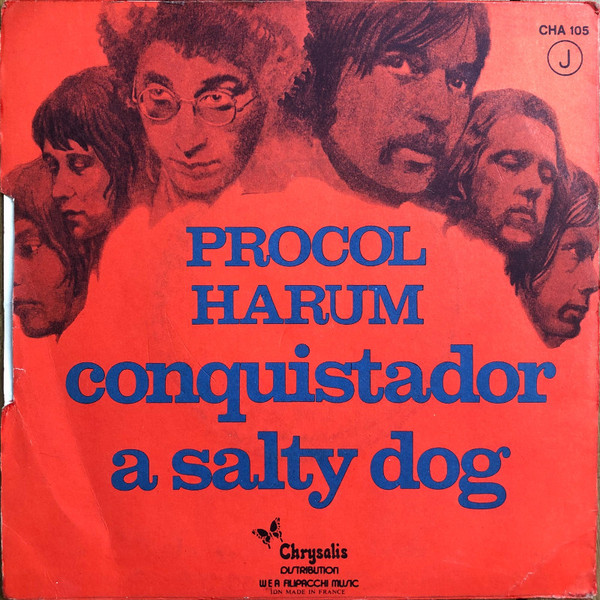 CHA 105
J
PROCOL
HARUM
conquistador
a salty dog
Chrysalis
DISTRIBUTION
W E A FILIPACCHI MUSIC
MADE IN FRANCE